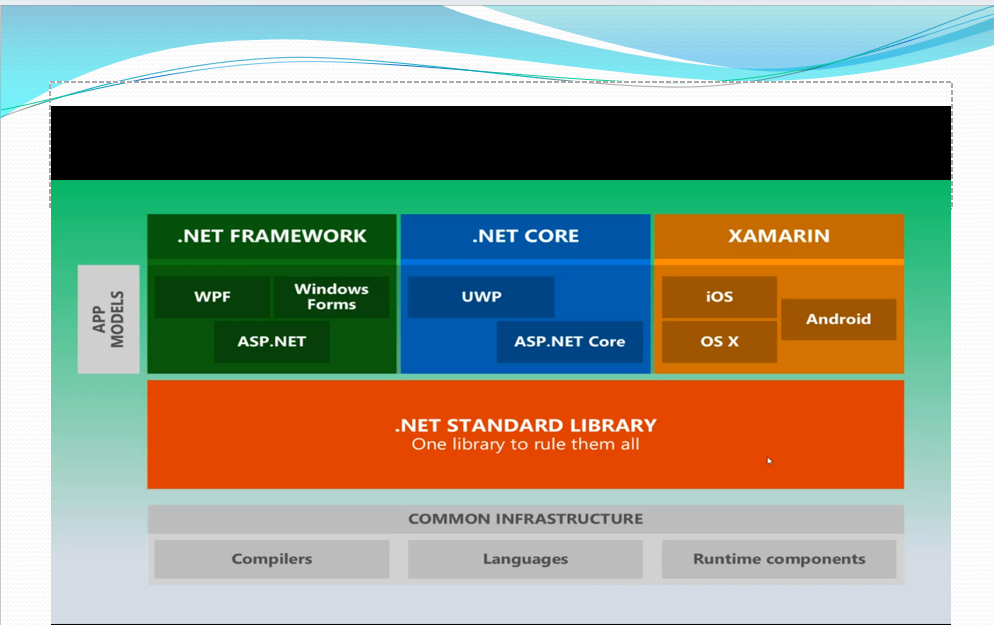 .NET FRAMEWORK
.NET CORE
XAMARIN
APP
MODELS
WPF
Windows
Forms
ASP.NET
UWP
ASP.NET Core
iOS
Android
OS X
.NET STANDARD LIBRARY
One library to rule them all
COMMON INFRASTRUCTURE
Compilers
Languages
Runtime components